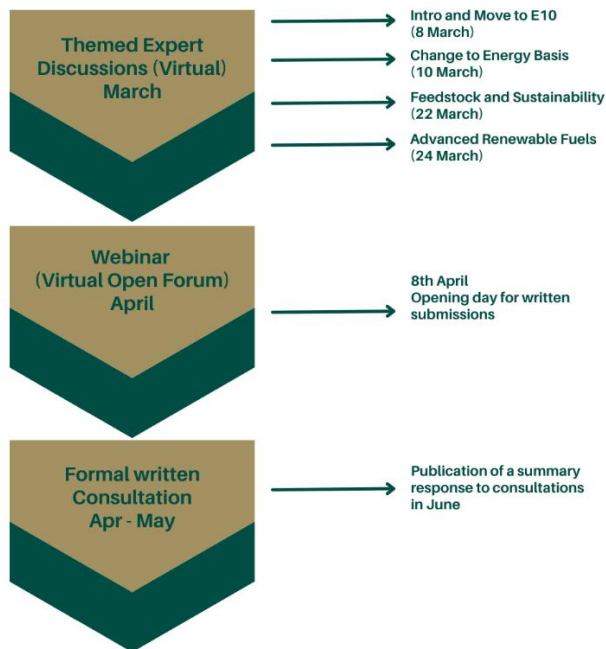 Themed Expert
Discussions (Virtual)
March
Intro and Move to E10
(8 March)
Change to Energy Basis
(10 March)
Feedstock and Sustainability
(22 March)
Advanced Renewable Fuels
(24 March)
Webinar
(Virtual Open Forum)
April
8th April
Opening day for written
submissions
Formal written
Consultation
Apr - May
Publication of a summary
response to consultations
in June